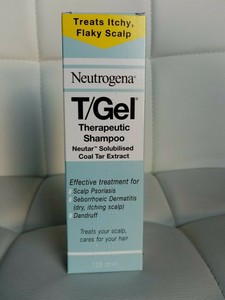 Treats Itchy,
Flaky Scalp
Neutrogena®
T/Gel®
Therapeutic
Shampoo
Neutar™ Solubilised
Coal Tar Extract
Effective treatment for
Scalp Psoriasis
Seborrhoeic Dermatitis
(dry, itching scalp)
Dandruff
Treats your scalp,
cares for your hair